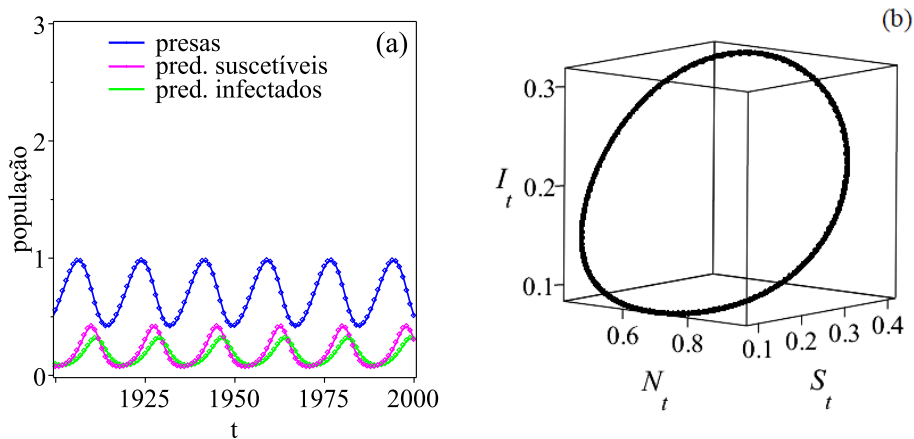 (a)
presas
pred. suscetíveis
pred. infectados
população
3
2
1
0
1925 1950 1975 2000
t
(b)
I_t
0.3
0.2
0.1
0.6 0.8
N_t
0.1 0.2 0.3 0.4
S_t